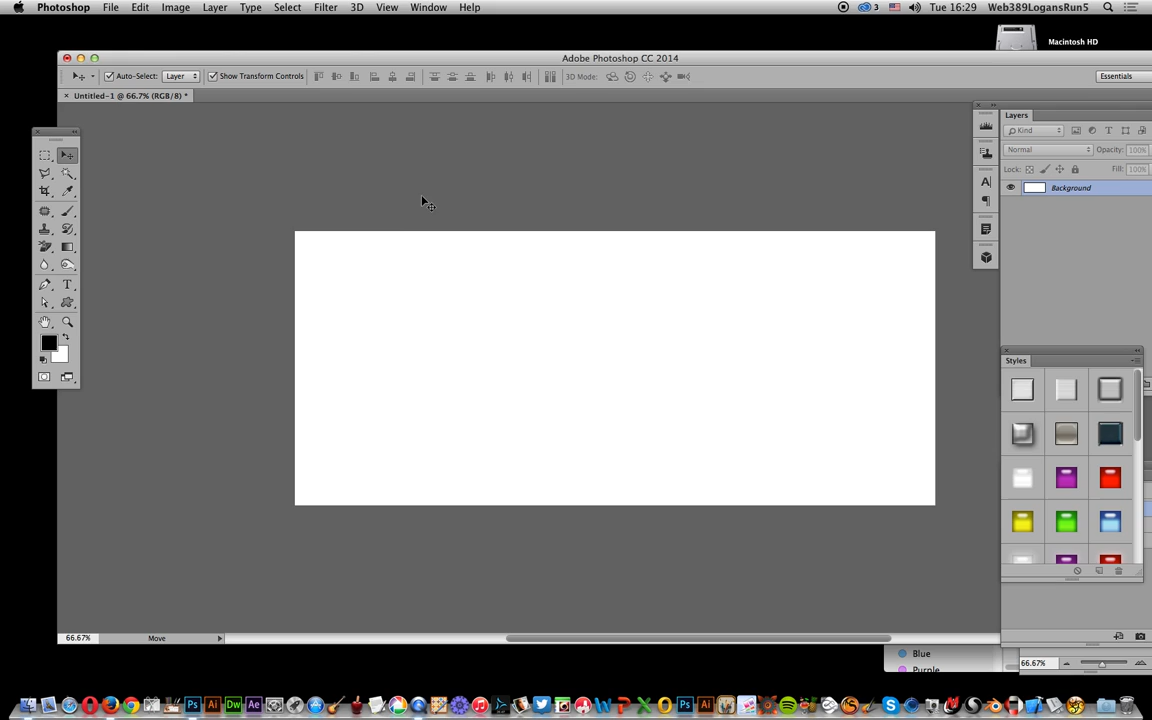 Photoshop File Edit Image Layer Type Select Filter 3D View Window Help 3 Tue 16:29 Web389LogansRun5
Macintosh HD
Adobe Photoshop CC 2014
Auto-Select: Layer Show Transform Controls 3D Mode: Essentials
× Untitled-1 @ 66.7% (RGB/8) *
Layers
Kind
Normal Opacity: 100%
Lock: Fill: 100%
Background
Styles
66.67% Move
Blue
66.67%
Purple